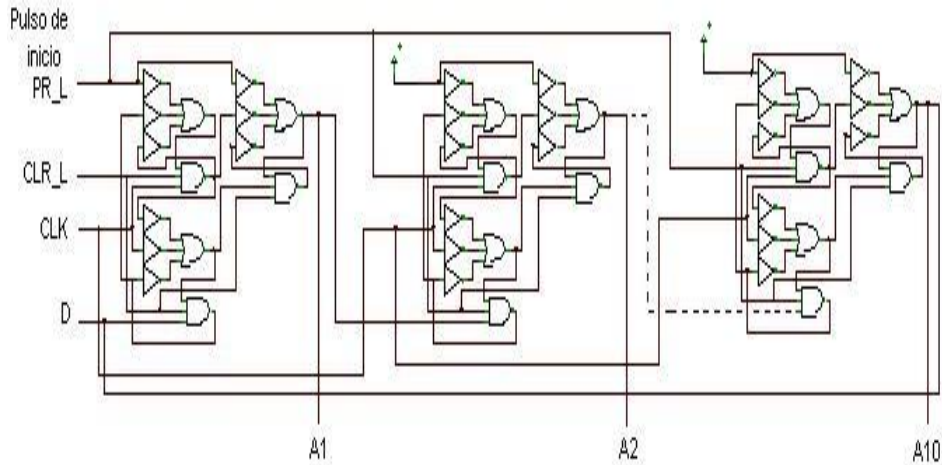 Pulso de
inicio
PR_L
CLR_L
CLK
D
A1
A2
A10